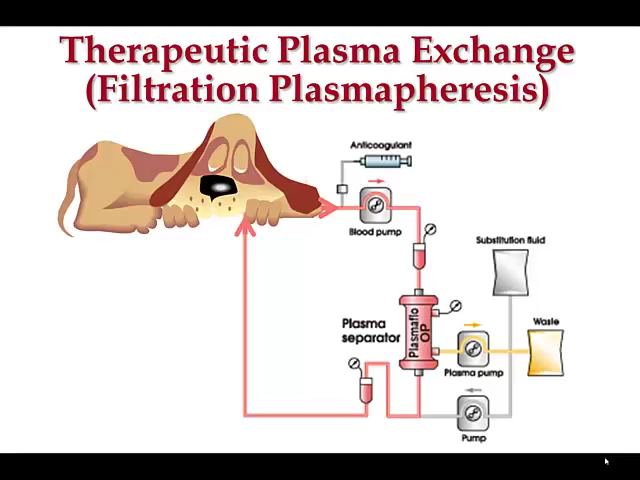 Therapeutic Plasma Exchange
(Filtration Plasmapheresis)
Anticoagulant
Blood pump
Substitution fluid
Plasma
separator
Plasmaflo
OP
Waste
Plasma pump
Pump